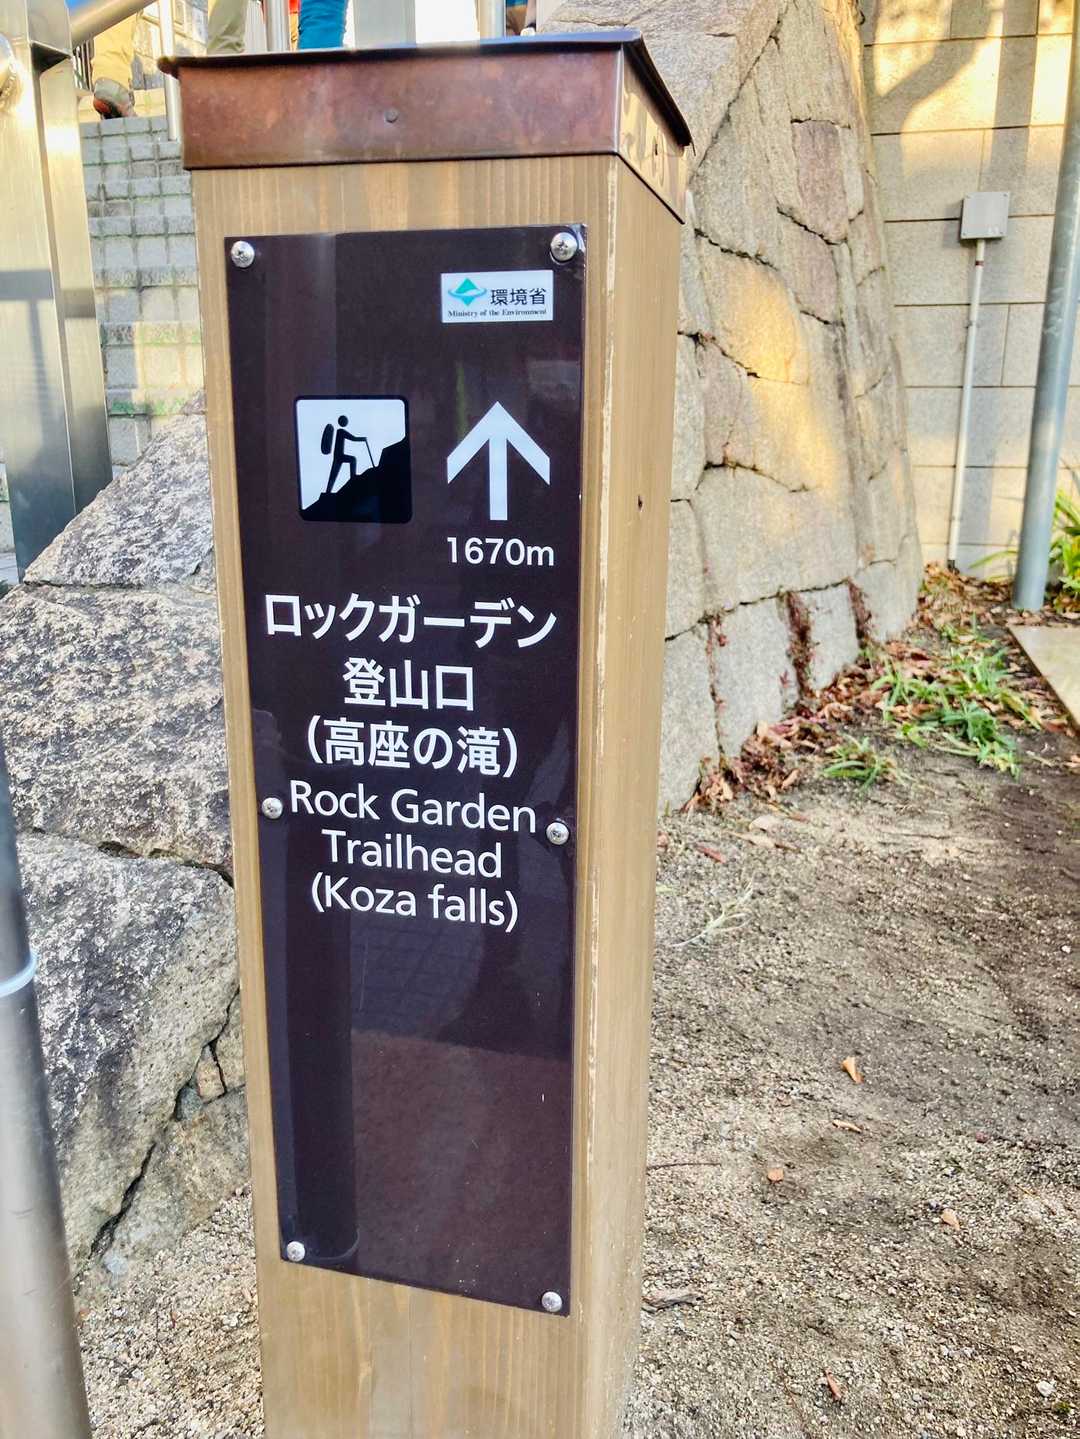 環境省
Ministry of the Environment
1670m
ロックガーデン
登山口
(高座の滝)
Rock Garden
Trailhead
(Koza falls)